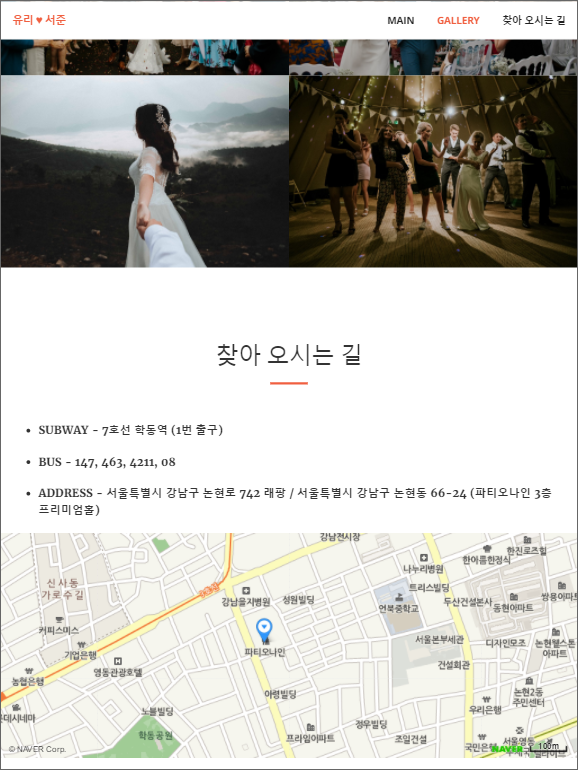 유리 ♥ 서준
MAIN GALLERY 찾아 오시는 길
찾아 오시는 길
• SUBWAY - 7호선 학동역 (1번 출구)
• BUS - 147, 463, 4211, 08
• ADDRESS - 서울특별시 강남구 논현로 742 래팡 / 서울특별시 강남구 논현동 66-24 (파티오나인 3층
프리미엄홀)
강남전시장
한진로즈힐
한어름한정식
나누리병원
신사동
가로수길
트리스빌딩
쌍용아파트
강남을지병원
성원빌딩
언북중학교
두산건설본사
동현아파트
커피스미스
서울본부세관
디자인모조
논현웰스톤
아파트
기업은행
파티오나인
영동관광호텔
건설회관
농협은행
아령빌딩
논현2동
주민센터
노블빌딩
우리은행
정우빌딩
학동공원
프라임아파트
조일건설
국민은행
서울영동
© NAVER Corp.
NAVER
100m